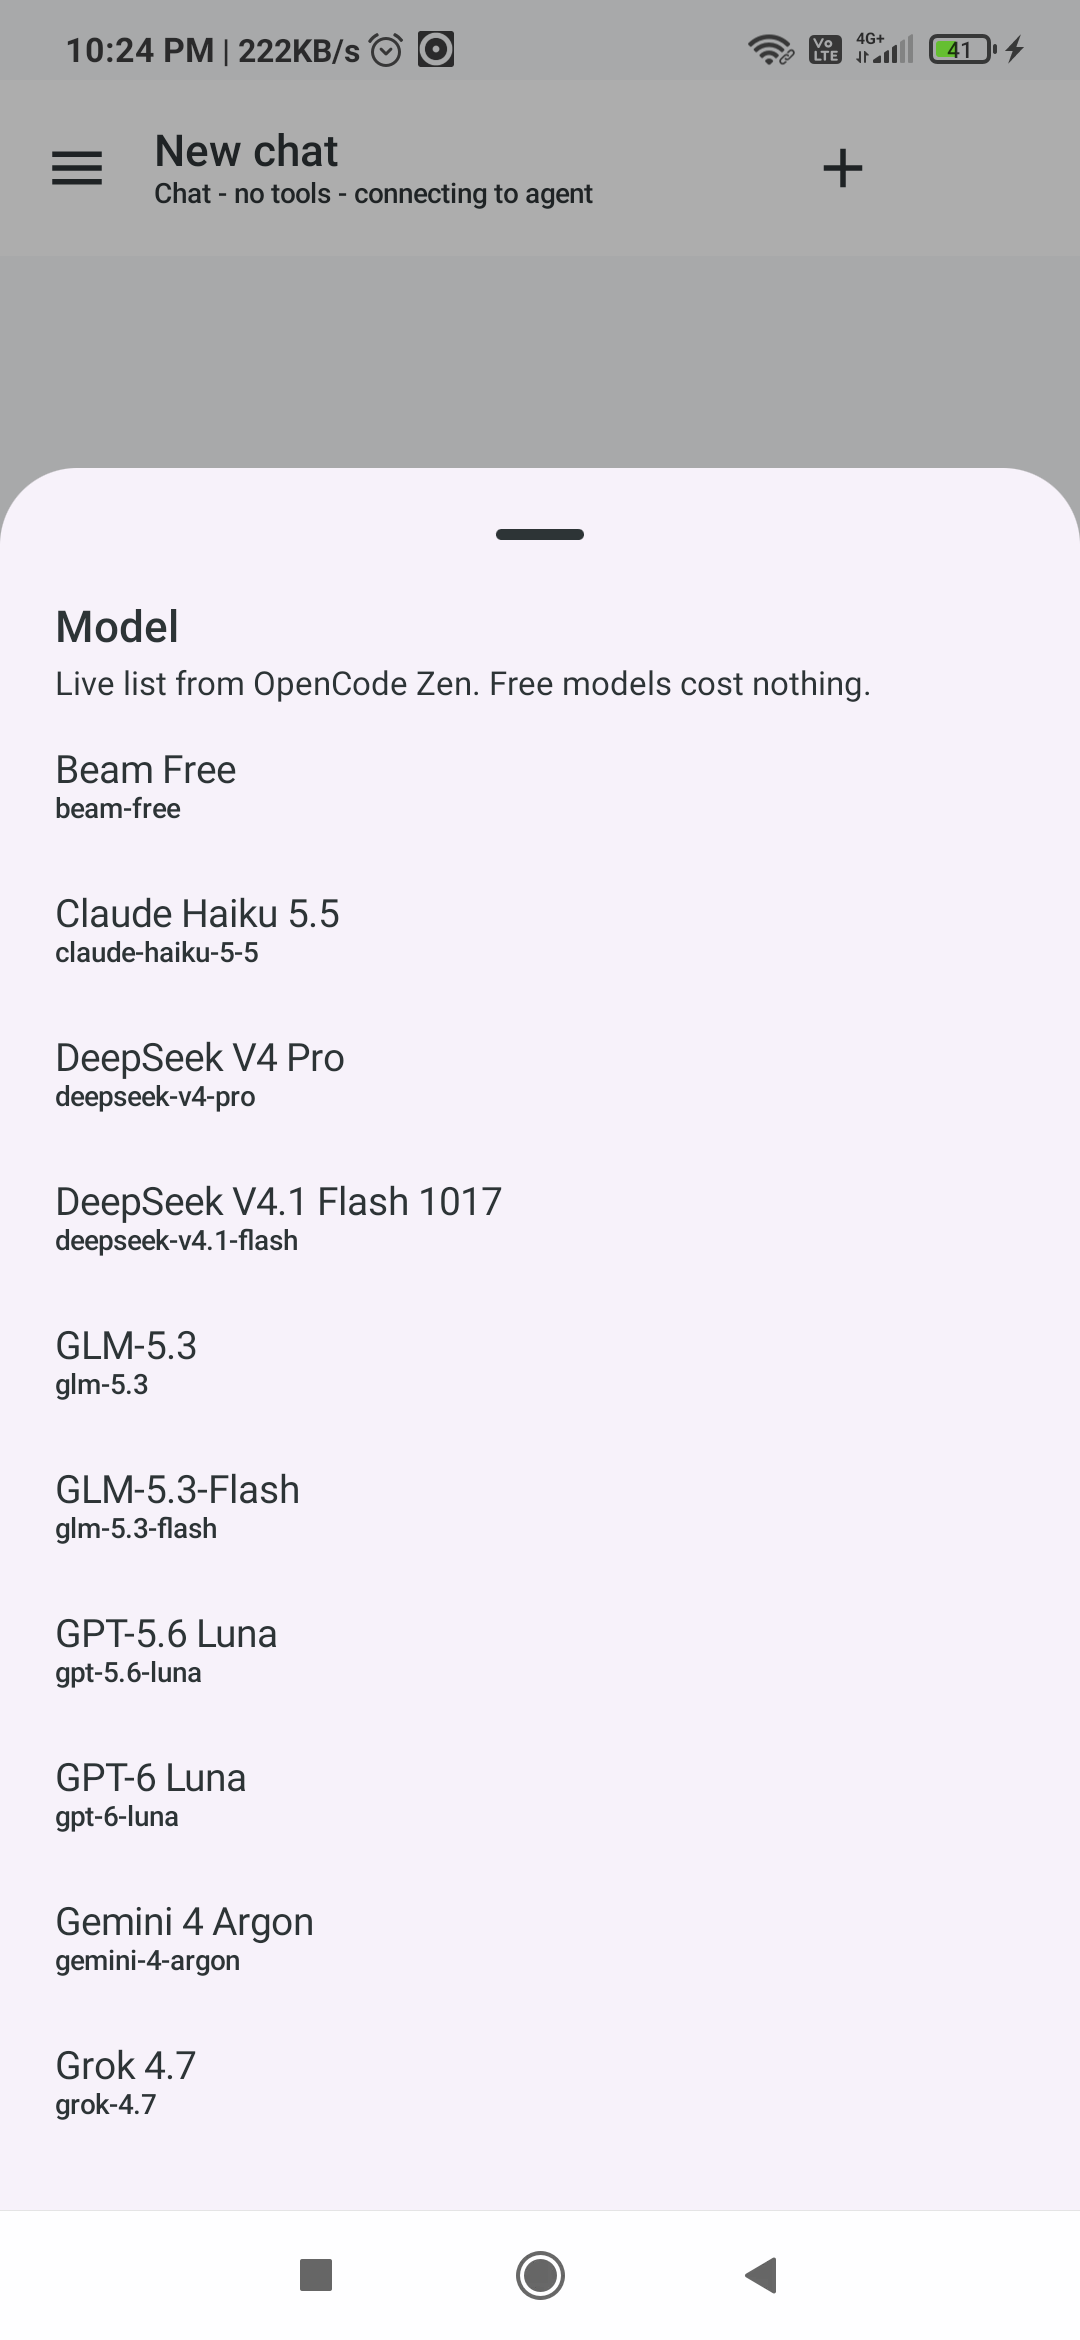 10:24 PM | 222KB/s
Vo LTE
4G+
41
New chat
Chat - no tools - connecting to agent
Model
Live list from OpenCode Zen. Free models cost nothing.
Beam Free
beam-free
Claude Haiku 5.5
claude-haiku-5-5
DeepSeek V4 Pro
deepseek-v4-pro
DeepSeek V4.1 Flash 1017
deepseek-v4.1-flash
GLM-5.3
glm-5.3
GLM-5.3-Flash
glm-5.3-flash
GPT-5.6 Luna
gpt-5.6-luna
GPT-6 Luna
gpt-6-luna
Gemini 4 Argon
gemini-4-argon
Grok 4.7
grok-4.7